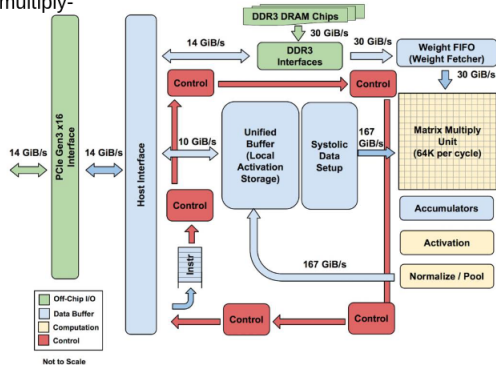 multiply-
DDR3 DRAM Chips
30 GiB/s
14 GiB/s
DDR3
Interfaces
30 GiB/s
Weight FIFO
(Weight Fetcher)
30 GiB/s
Control
Control
PCIe Gen3 x16
Interface
14 GiB/s
14 GiB/s
Host Interface
10 GiB/s
Unified
Buffer
(Local
Activation
Storage)
Systolic
Data
Setup
167
GiB/s
Matrix Multiply
Unit
(64K per cycle)
Control
Accumulators
Activation
Instr
167 GiB/s
Normalize / Pool
Control
Control
Off-Chip I/O
Data Buffer
Computation
Control
Not to Scale